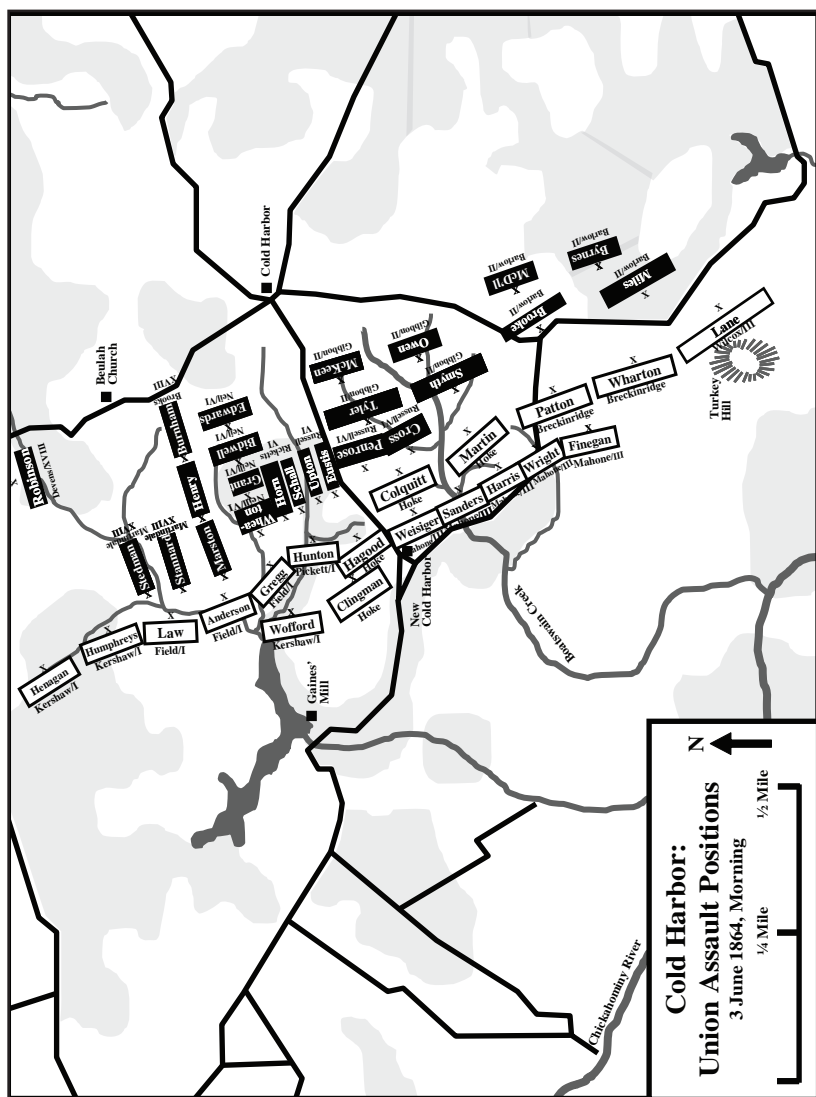 Cold Harbor:
Union Assault Positions
3 June 1864, Morning
¼ Mile
½ Mile
N
Cold Harbor
Beulah
Church
New
Cold Harbor
Gaines'
Mill
Turkey
Hill
Boatswain Creek
Chickahominy River
Robinson
Devens/XVIII
Burnham
Brooks
XVIII
Henry
Marston
Stedman
Martindale
XVIII
Stannard
Martindale
XVIII
Edwards
Neil/VI
Bidwell
Neil/VI
Grant
Neil/VI
Whea-
ton
Neil/VI
Horn
Schall
Ricketts
VI
Upton
Eustis
Russell
VI
Penrose
Russell/VI
Cross
Russell/VI
McKeen
Gibbon/II
Tyler
Gibbon/II
Owen
Gibbon/II
Smyth
Gibbon/II
McD'll
Barlow/II
Brooke
Barlow/II
Byrnes
Barlow/II
Miles
Barlow/II
Henagan
Kershaw/I
Humphreys
Kershaw/I
Law
Field/I
Anderson
Field/I
Gregg
Field/I
Wofford
Kershaw/I
Hunton
Pickett/I
Hagood
Hoke
Clingman
Hoke
Colquitt
Hoke
Martin
Hoke
Weisiger
Mahone/III
Sanders
Harris
Wright
Mahone/III
Finegan
Mahone/III
Patton
Breckinridge
Wharton
Breckinridge
Lane
Wilcox/III